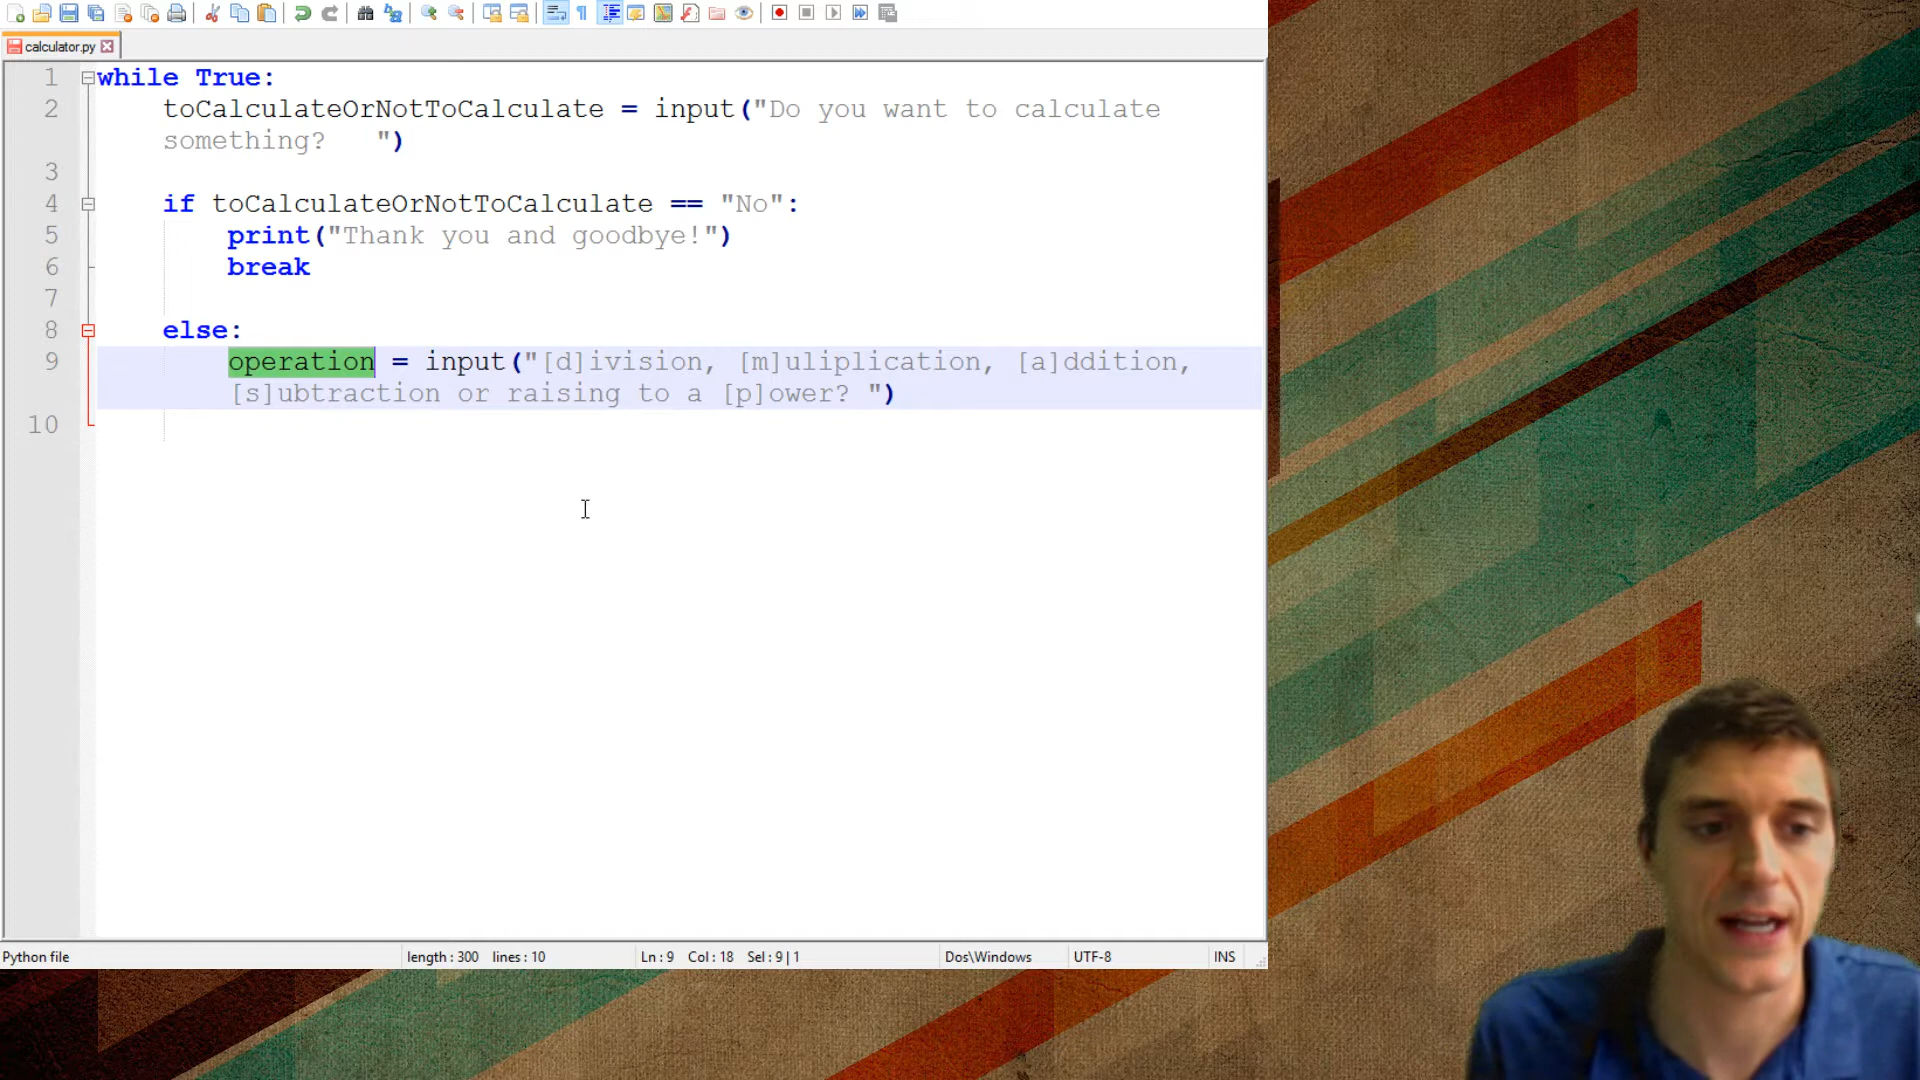 calculator.py
1 while True:
2 toCalculateOrNotToCalculate = input("Do you want to calculate
something?   ")
3
4 if toCalculateOrNotToCalculate == "No":
5 print("Thank you and goodbye!")
6 break
7
8 else:
9 operation = input("[d]ivision, [m]uliplication, [a]ddition,
[s]ubtraction or raising to a [p]ower? ")
10
Python file length : 300 lines : 10 Ln : 9 Col : 18 Sel : 9 | 1 Dos\Windows UTF-8 INS